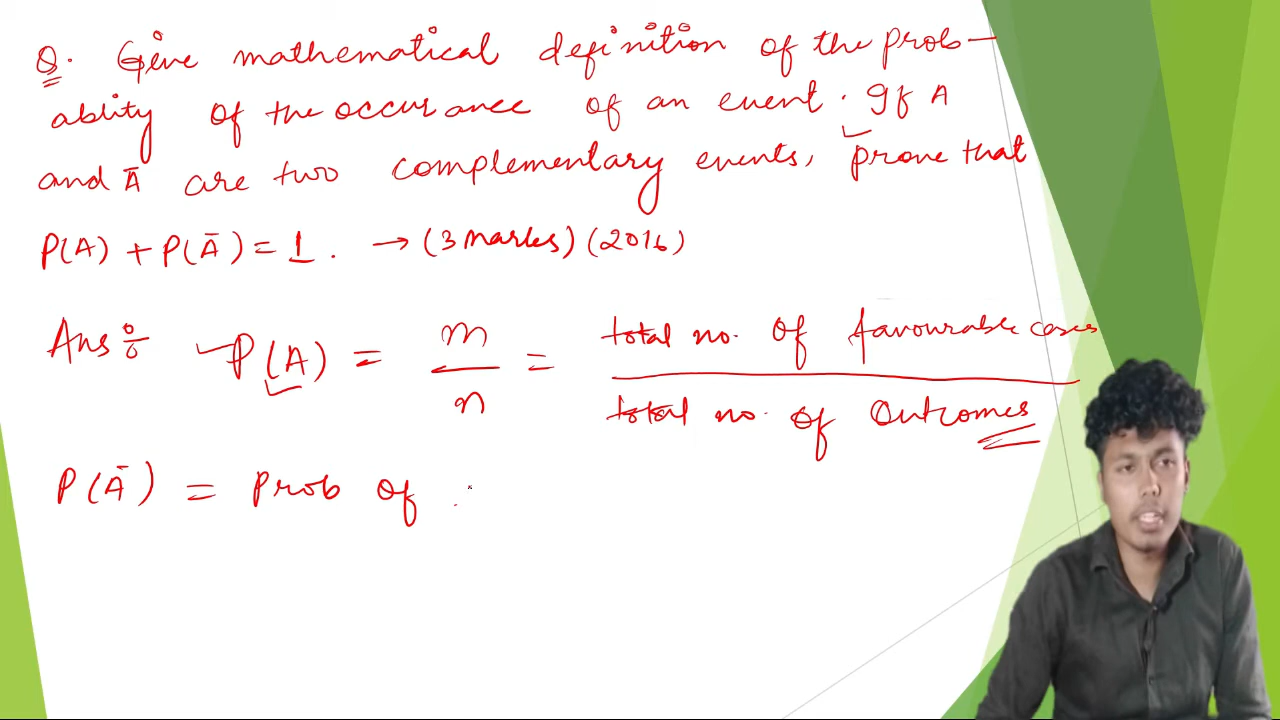 Q. Give mathematical definition of the prob-
ablity of the occurance of an event. If A
and Ā are two complementary events, prove that
P(A) + P(Ā) = 1. → (3 Marks) (2016)
Ans: P(A) = m/n = total no. of favourable cases / total no. of Outcomes
P(Ā) = Prob of